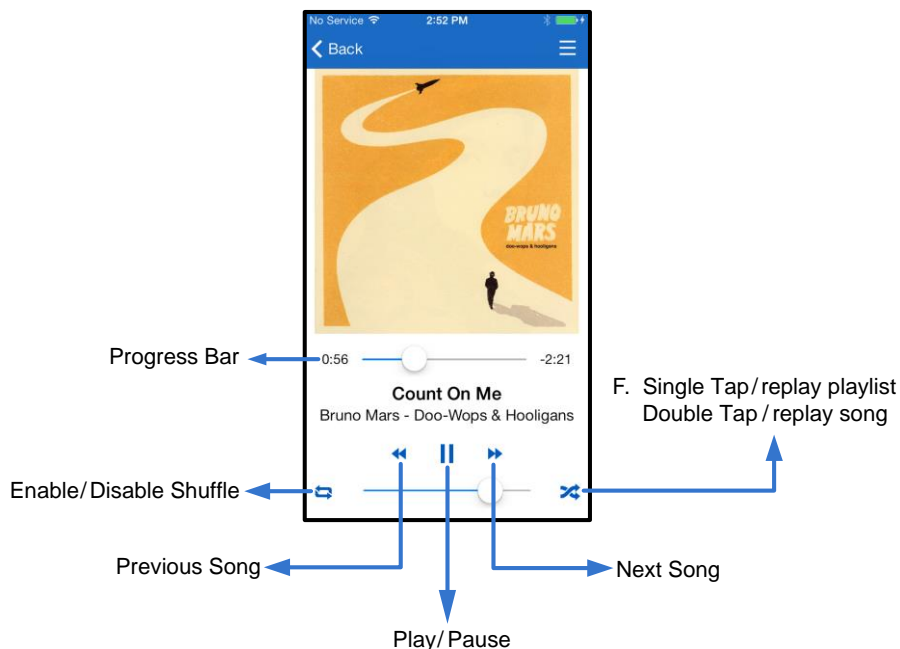 No Service 2:52 PM
Back
BRUNO
MARS
doo-wops & hooligans
Progress Bar
0:56 -2:21
Count On Me
Bruno Mars - Doo-Wops & Hooligans
F. Single Tap/replay playlist
Double Tap/replay song
Enable/Disable Shuffle
Previous Song
Next Song
Play/Pause